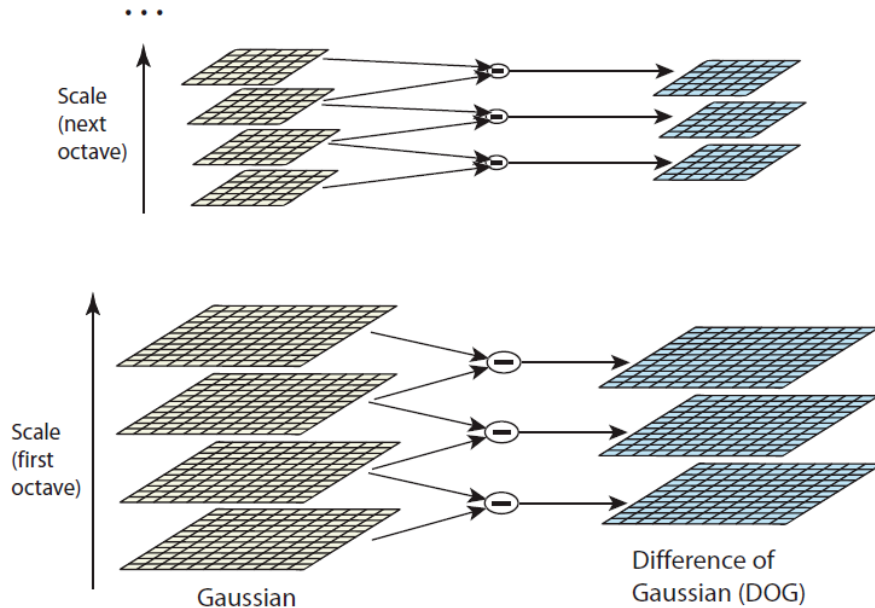 ...
Scale
(next
octave)
Scale
(first
octave)
Gaussian
Difference of
Gaussian (DOG)